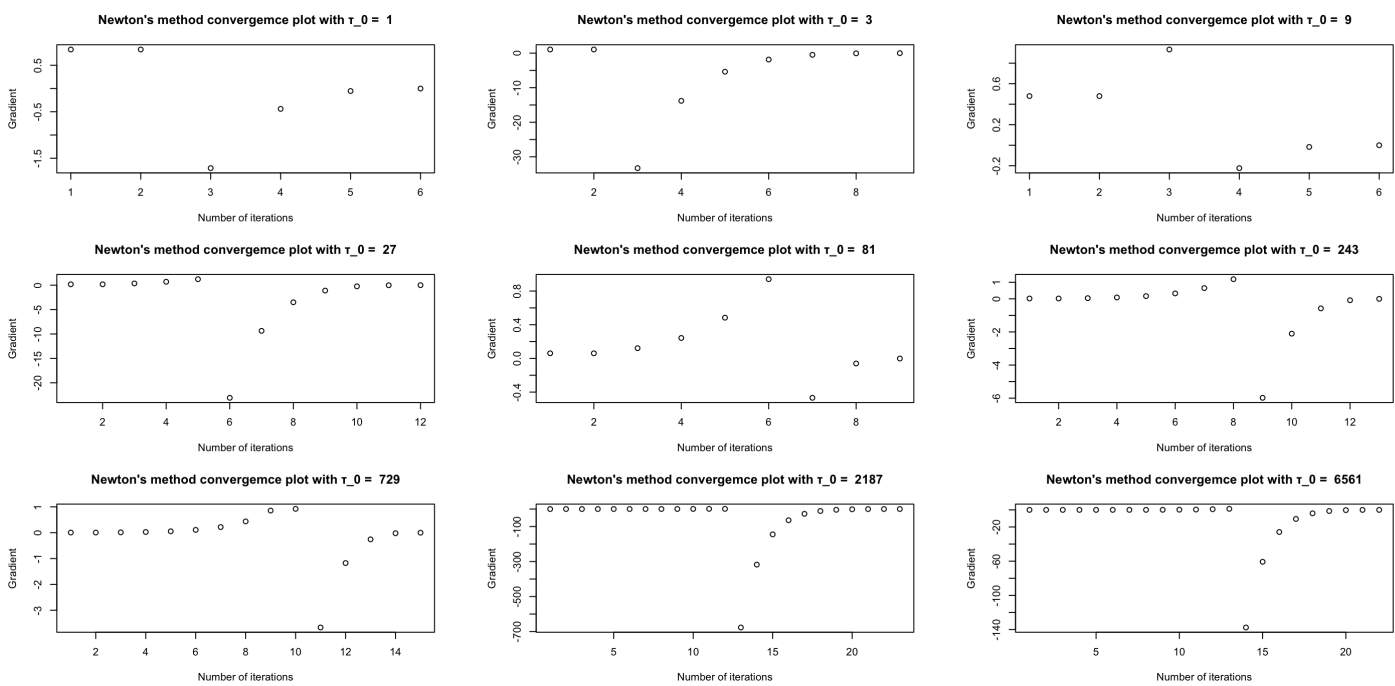 Newton's method convergemce plot with τ_0 = 1
Gradient
0.5
-0.5
-1.5
1 2 3 4 5 6
Number of iterations
Newton's method convergemce plot with τ_0 = 3
Gradient
0
-10
-20
-30
2 4 6 8
Number of iterations
Newton's method convergemce plot with τ_0 = 9
Gradient
0.6
0.2
-0.2
1 2 3 4 5 6
Number of iterations
Newton's method convergemce plot with τ_0 = 27
Gradient
0
-5
-10
-15
-20
2 4 6 8 10 12
Number of iterations
Newton's method convergemce plot with τ_0 = 81
Gradient
0.8
0.4
0.0
-0.4
2 4 6 8
Number of iterations
Newton's method convergemce plot with τ_0 = 243
Gradient
1
0
-2
-4
-6
2 4 6 8 10 12
Number of iterations
Newton's method convergemce plot with τ_0 = 729
Gradient
1
0
-1
-2
-3
2 4 6 8 10 12 14
Number of iterations
Newton's method convergemce plot with τ_0 = 2187
Gradient
-100
-300
-500
-700
5 10 15 20
Number of iterations
Newton's method convergemce plot with τ_0 = 6561
Gradient
-20
-60
-100
-140
5 10 15 20
Number of iterations